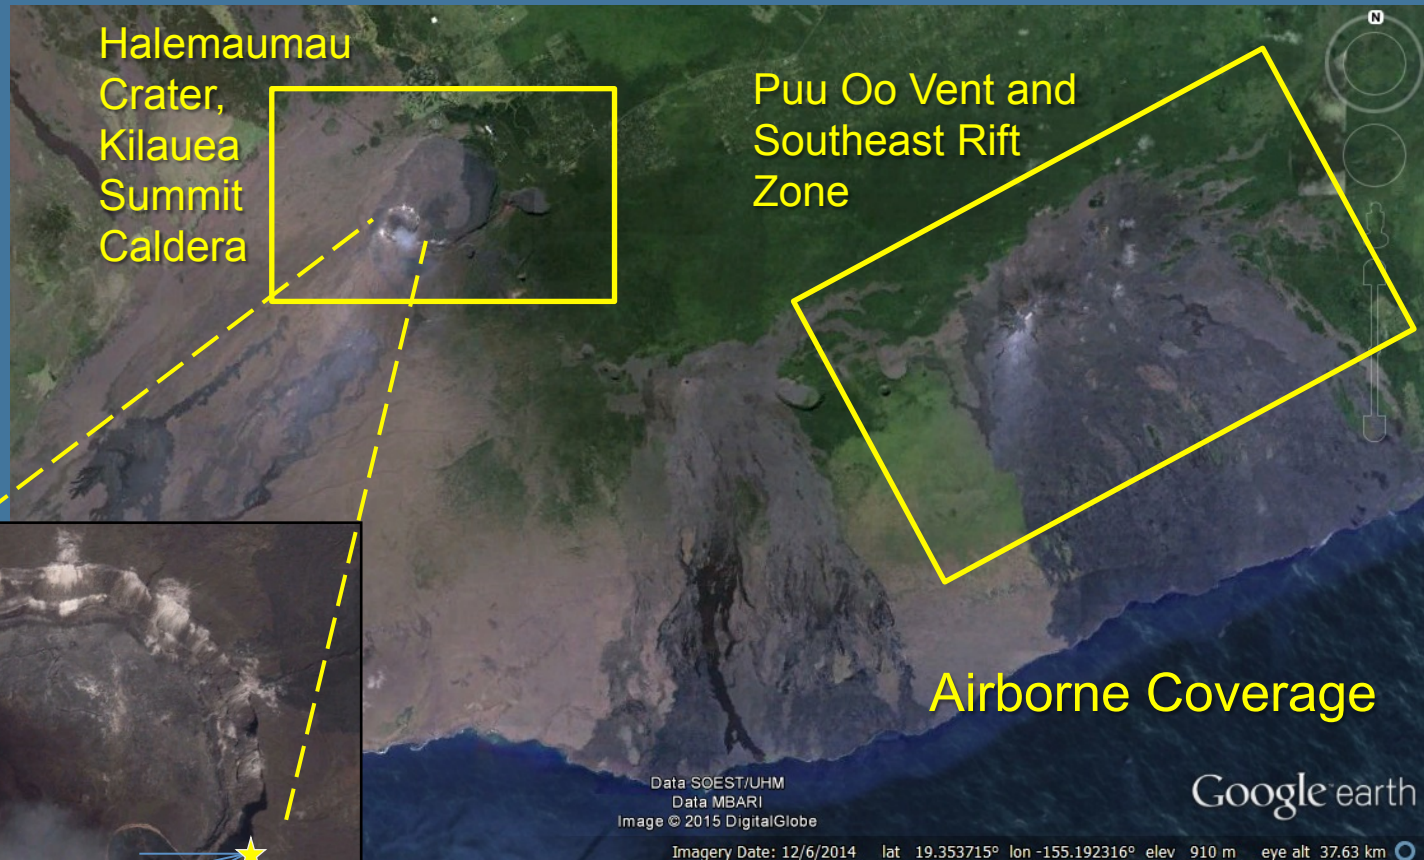 Halemaumau
Crater,
Kilauea
Summit
Caldera
Puu Oo Vent and
Southeast Rift
Zone
N
Airborne Coverage
Data SOEST/UHM
Data MBARI
Image © 2015 DigitalGlobe
Google earth
Imagery Date: 12/6/2014 lat 19.353715° lon -155.192316° elev 910 m eye alt 37.63 km